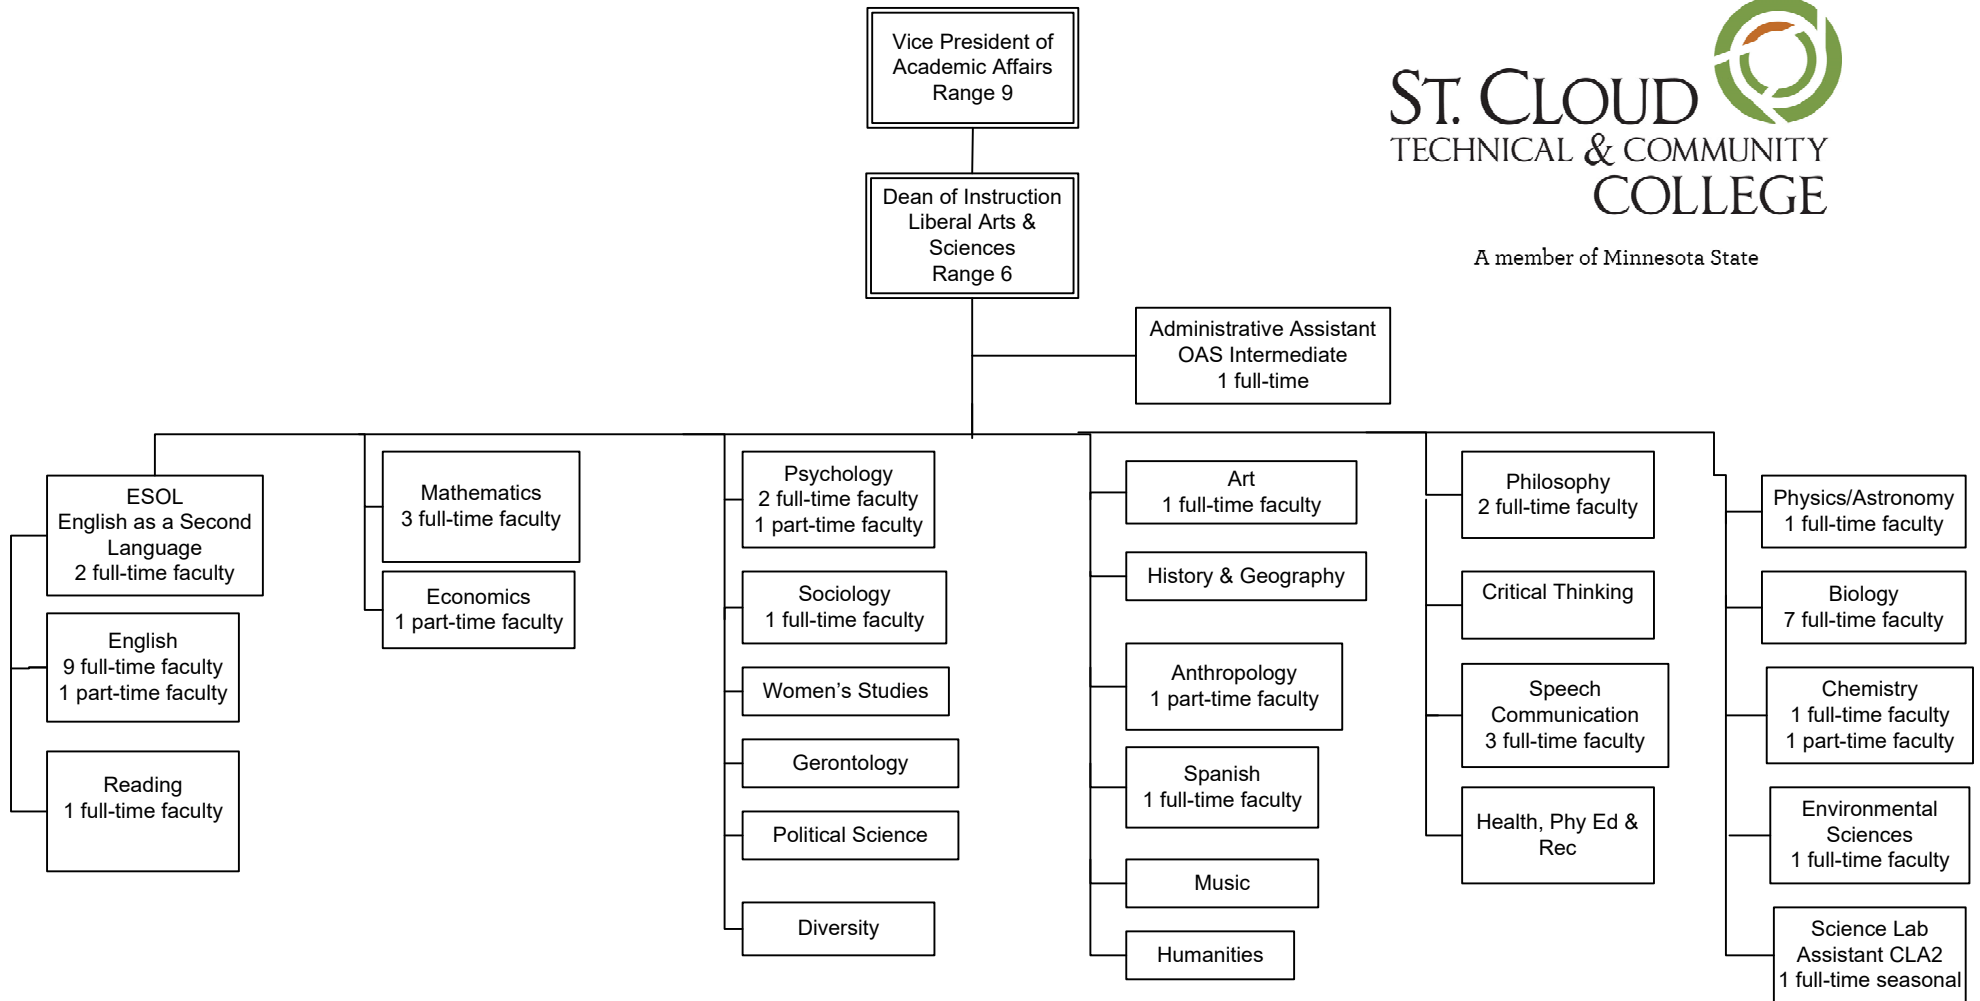 Vice President of
Academic Affairs
Range 9
ST. CLOUD
TECHNICAL & COMMUNITY
COLLEGE
A member of Minnesota State
Dean of Instruction
Liberal Arts &
Sciences
Range 6
Administrative Assistant
OAS Intermediate
1 full-time
ESOL
English as a Second
Language
2 full-time faculty
English
9 full-time faculty
1 part-time faculty
Reading
1 full-time faculty
Mathematics
3 full-time faculty
Economics
1 part-time faculty
Psychology
2 full-time faculty
1 part-time faculty
Sociology
1 full-time faculty
Women’s Studies
Gerontology
Political Science
Diversity
Art
1 full-time faculty
History & Geography
Anthropology
1 part-time faculty
Spanish
1 full-time faculty
Music
Humanities
Philosophy
2 full-time faculty
Critical Thinking
Speech
Communication
3 full-time faculty
Health, Phy Ed &
Rec
Physics/Astronomy
1 full-time faculty
Biology
7 full-time faculty
Chemistry
1 full-time faculty
1 part-time faculty
Environmental
Sciences
1 full-time faculty
Science Lab
Assistant CLA2
1 full-time seasonal